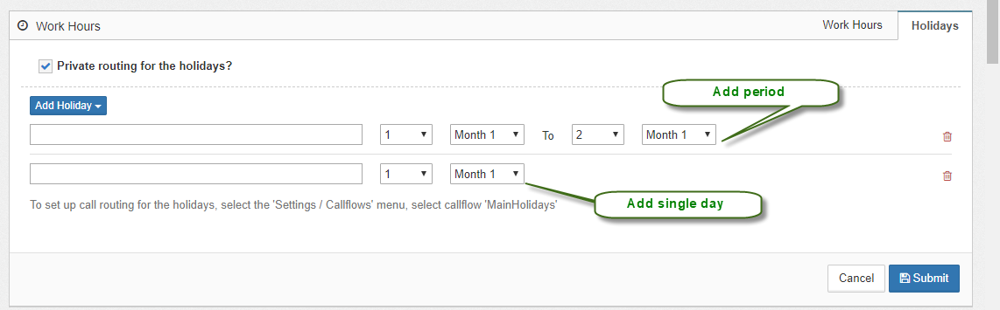 Work Hours Work Hours Holidays
Private routing for the holidays?
Add period
Add Holiday
1 Month 1 To 2 Month 1
1 Month 1
Add single day
To set up call routing for the holidays, select the 'Settings / Callflows' menu, select callflow 'MainHolidays'
Cancel Submit